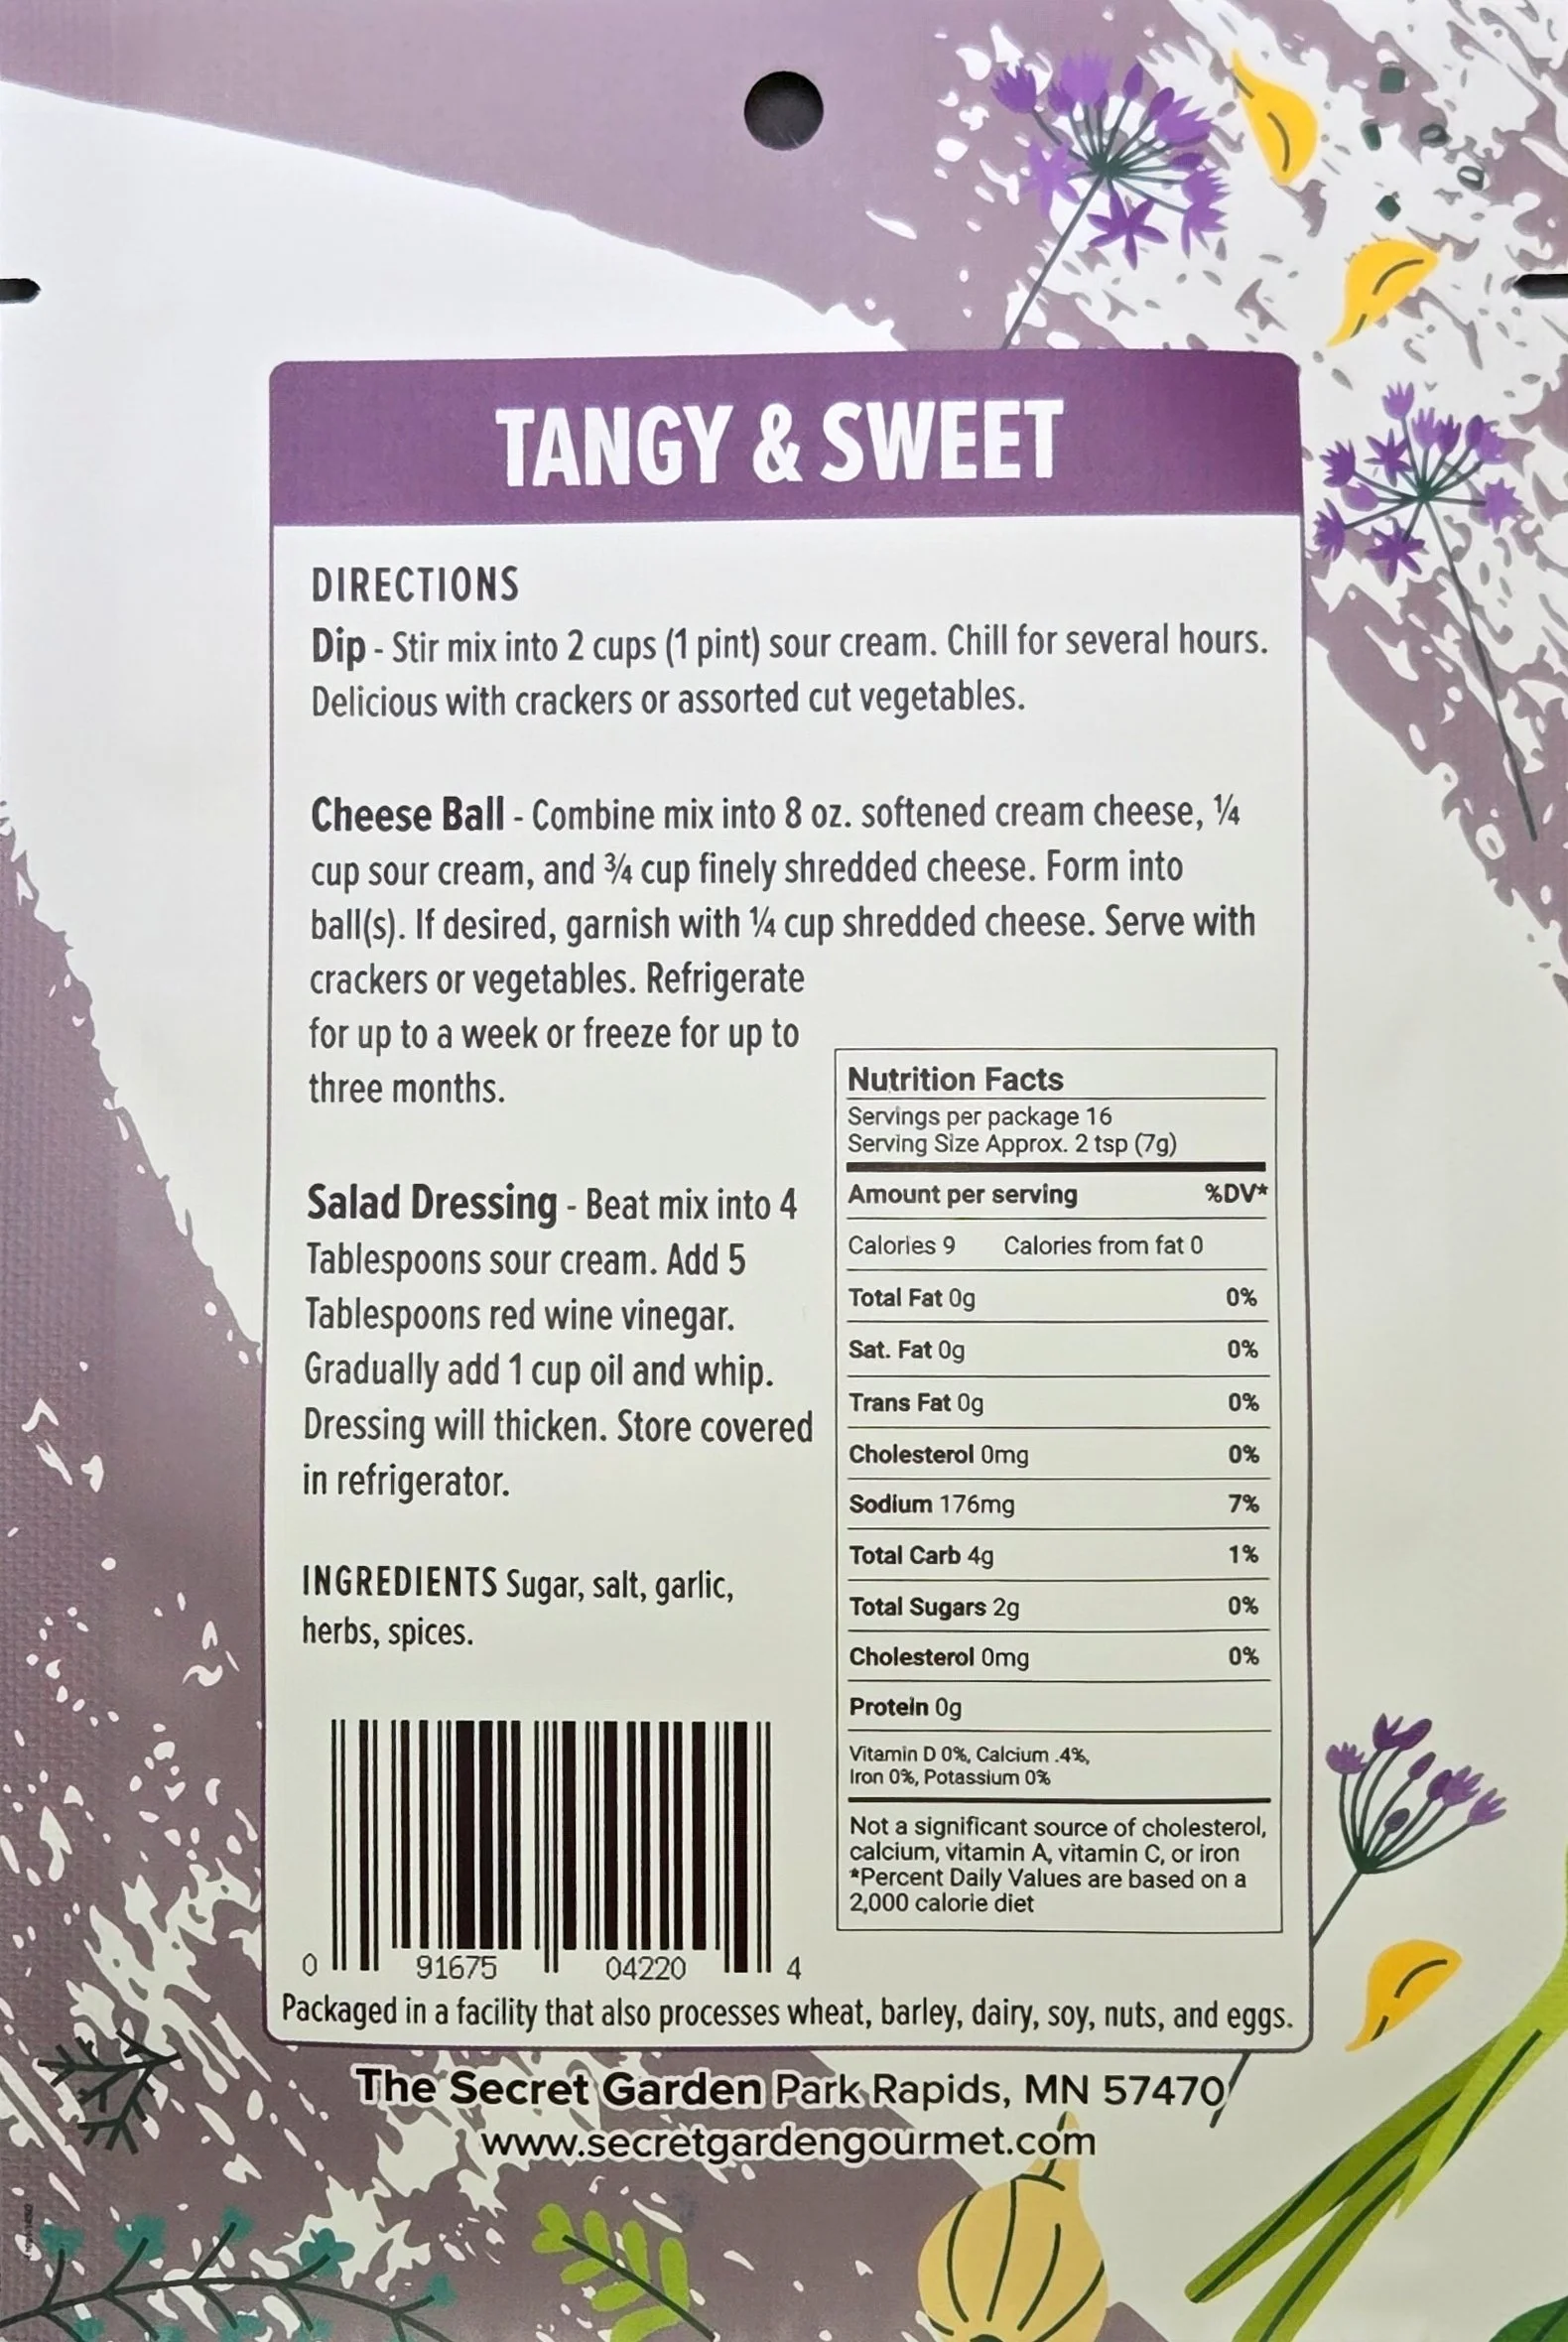 TANGY & SWEET
DIRECTIONS
Dip - Stir mix into 2 cups (1 pint) sour cream. Chill for several hours.
Delicious with crackers or assorted cut vegetables.
Cheese Ball - Combine mix into 8 oz. softened cream cheese, ¼
cup sour cream, and ¾ cup finely shredded cheese. Form into
ball(s). If desired, garnish with ¼ cup shredded cheese. Serve with
crackers or vegetables. Refrigerate
for up to a week or freeze for up to
three months.
Salad Dressing - Beat mix into 4
Tablespoons sour cream. Add 5
Tablespoons red wine vinegar.
Gradually add 1 cup oil and whip.
Dressing will thicken. Store covered
in refrigerator.
INGREDIENTS Sugar, salt, garlic,
herbs, spices.
Nutrition Facts
Servings per package 16
Serving Size Approx. 2 tsp (7g)
Amount per serving %DV*
Calories 9 Calories from fat 0
Total Fat 0g 0%
Sat. Fat 0g 0%
Trans Fat 0g 0%
Cholesterol 0mg 0%
Sodium 176mg 7%
Total Carb 4g 1%
Total Sugars 2g 0%
Cholesterol 0mg 0%
Protein 0g
Vitamin D 0%, Calcium .4%,
Iron 0%, Potassium 0%
Not a significant source of cholesterol,
calcium, vitamin A, vitamin C, or iron
*Percent Daily Values are based on a
2,000 calorie diet
0 91675 04220 4
Packaged in a facility that also processes wheat, barley, dairy, soy, nuts, and eggs.
The Secret Garden Park Rapids, MN 57470
www.secretgardengourmet.com